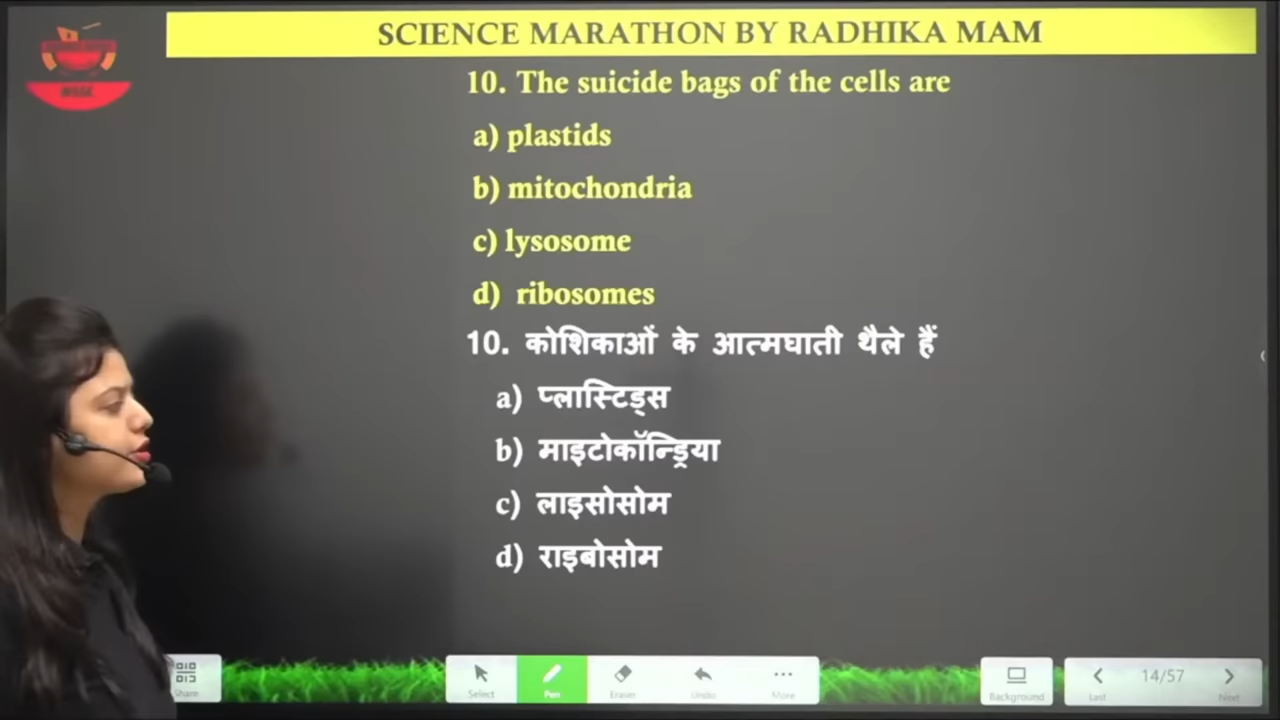 SCIENCE MARATHON BY RADHIKA MAM
10. The suicide bags of the cells are
a) plastids
b) mitochondria
c) lysosome
d) ribosomes
10. कोशिकाओं के आत्मघाती थैले हैं
a) प्लास्टिड्स
b) माइटोकॉन्ड्रिया
c) लाइसोसोम
d) राइबोसोम
Share
Select
Pen
Eraser
Undo
More
Background
Last
14/57
Next